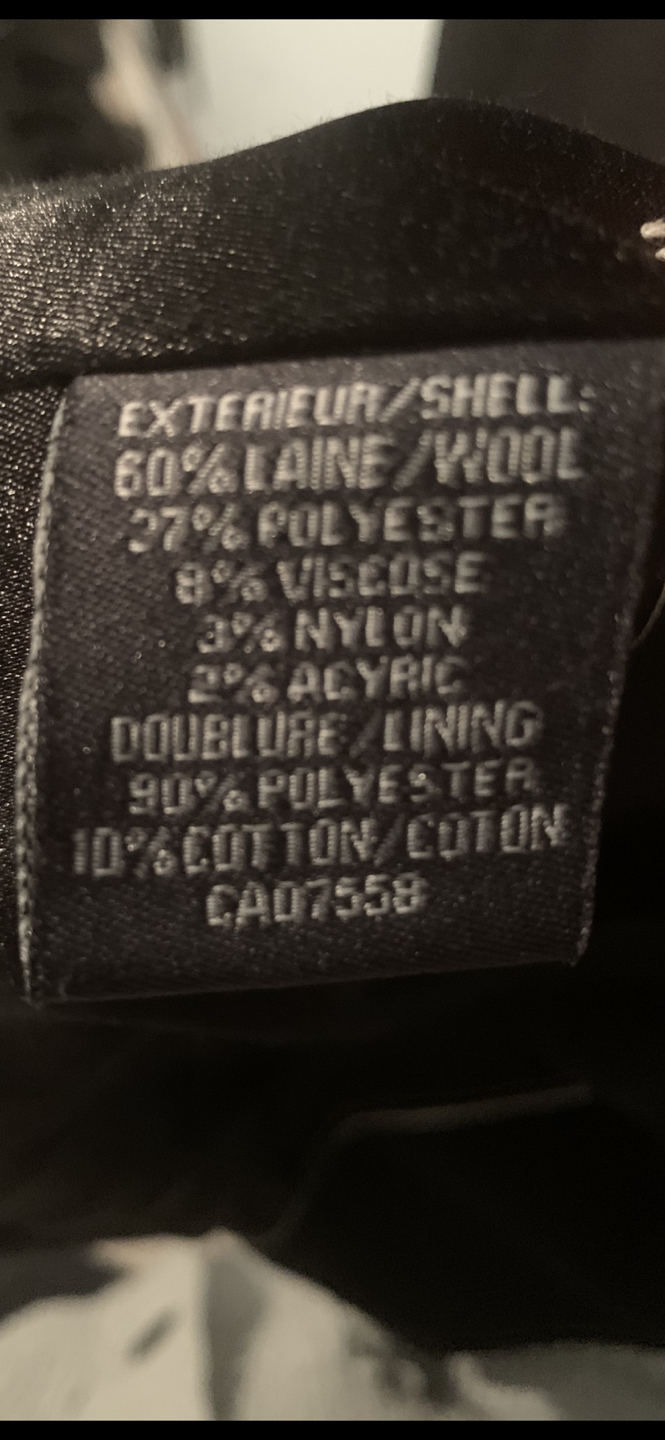 EXTERIEUR/SHELL:
60% LAINE/WOOL
27% POLYESTER
8% VISCOSE
3% NYLON
2% ACYRIC
DOUBLURE/LINING
90% POLYESTER
10% COTTON/COTON
CA07558